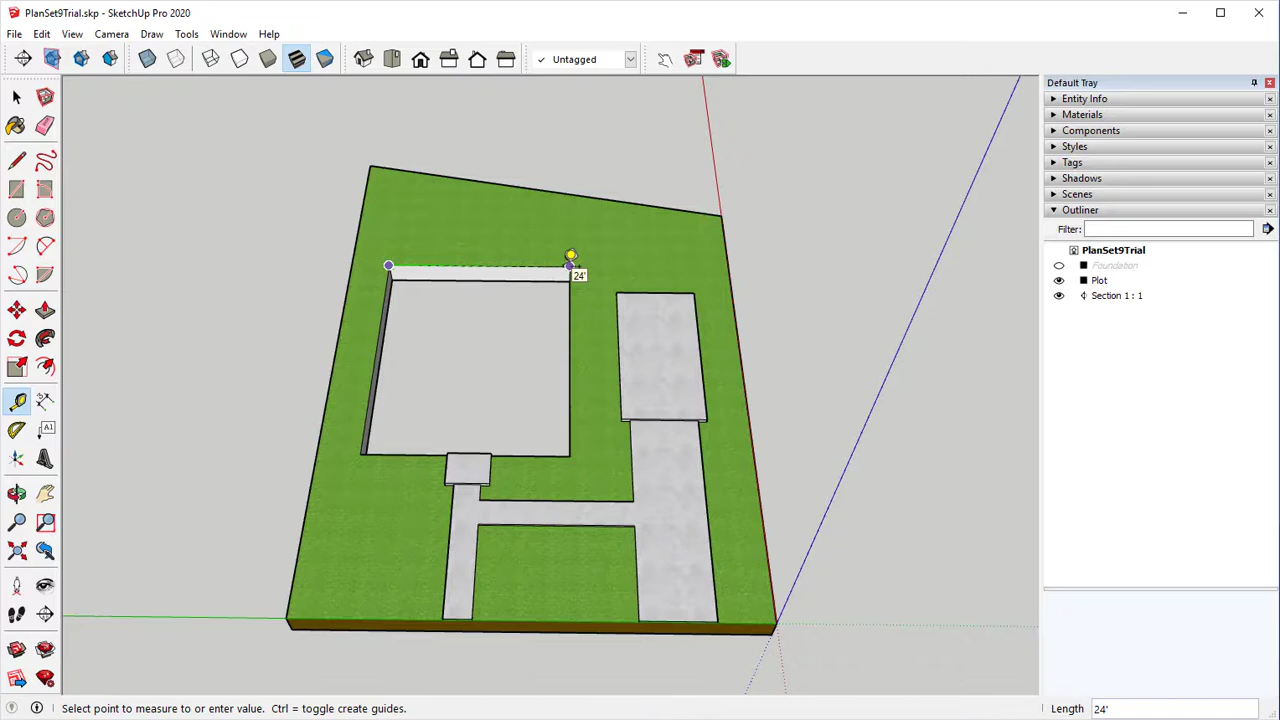 PlanSet9Trial.skp - SketchUp Pro 2020
File Edit View Camera Draw Tools Window Help
✓ Untagged
Default Tray
Entity Info
Materials
Components
Styles
Tags
Shadows
Scenes
Outliner
Filter:
PlanSet9Trial
Foundation
Plot
Section 1 : 1
24'
A1
Select point to measure to or enter value. Ctrl = toggle create guides.
Length 24'